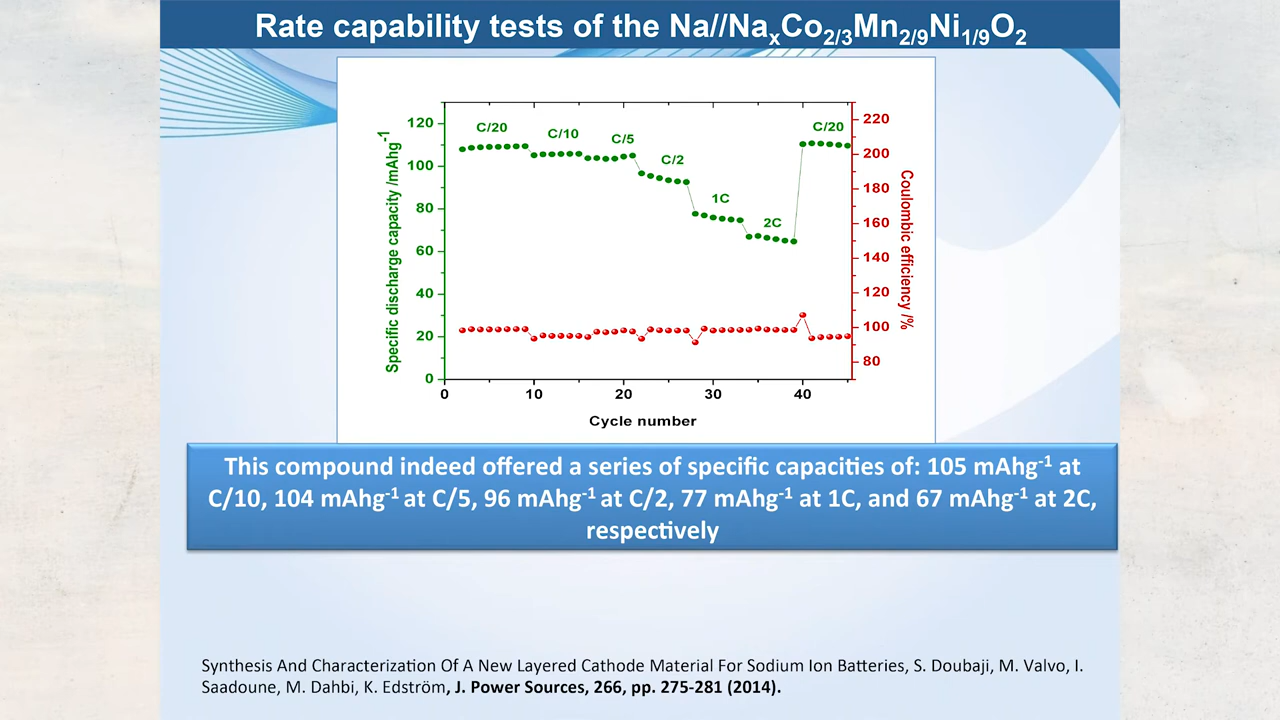 Rate capability tests of the Na//NaxCo2/3Mn2/9Ni1/9O2
120
100
80
60
40
20
0
Specific discharge capacity /mAhg-1
C/20
C/10
C/5
C/2
1C
2C
C/20
220
200
180
160
140
120
100
80
Coulombic efficiency /%
0 10 20 30 40
Cycle number
This compound indeed offered a series of specific capacities of: 105 mAhg-1 at
C/10, 104 mAhg-1 at C/5, 96 mAhg-1 at C/2, 77 mAhg-1 at 1C, and 67 mAhg-1 at 2C,
respectively
Synthesis And Characterization Of A New Layered Cathode Material For Sodium Ion Batteries, S. Doubaji, M. Valvo, I.
Saadoune, M. Dahbi, K. Edström, J. Power Sources, 266, pp. 275-281 (2014).